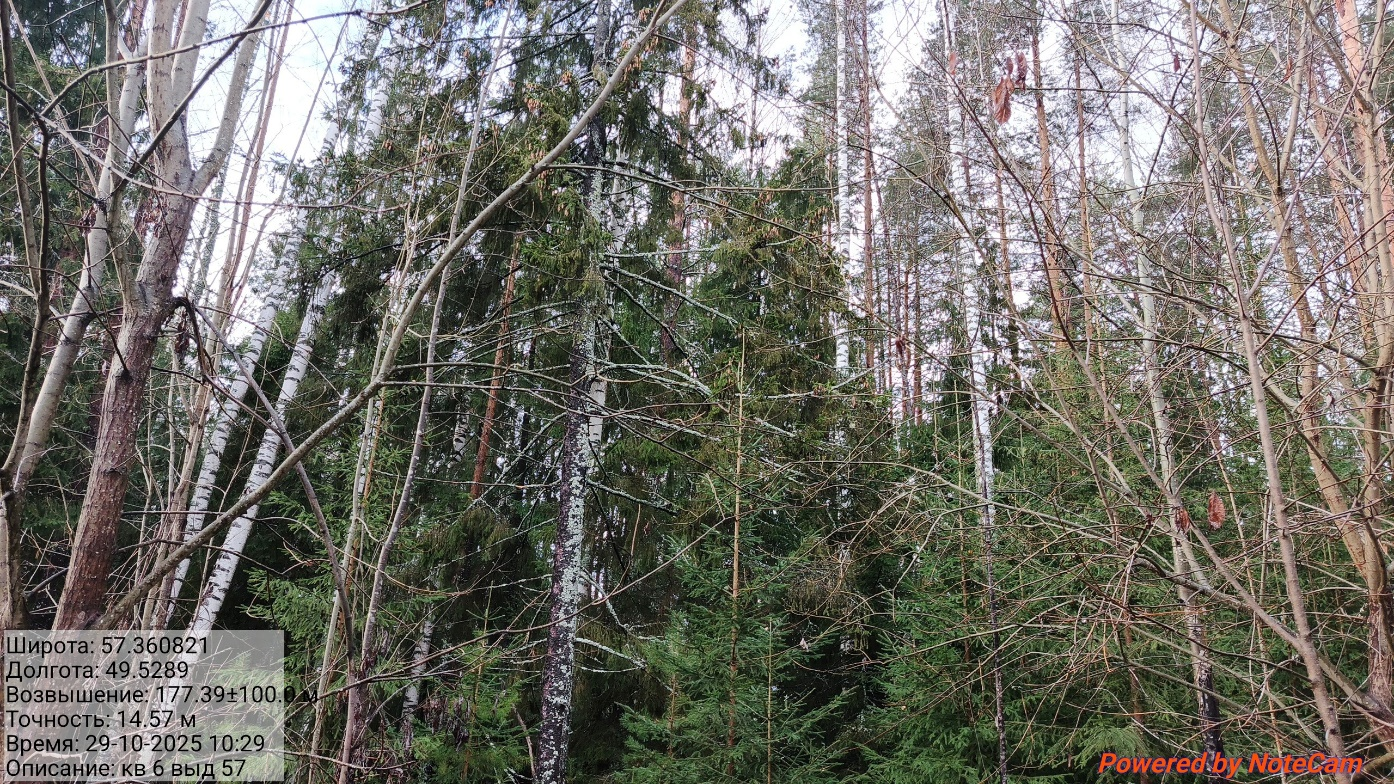 Широта: 57.360821
Долгота: 49.5289
Возвышение: 177.39±100.0 м
Точность: 14.57 м
Время: 29-10-2025 10:29
Описание: кв 6 выд 57
Powered by NoteCam